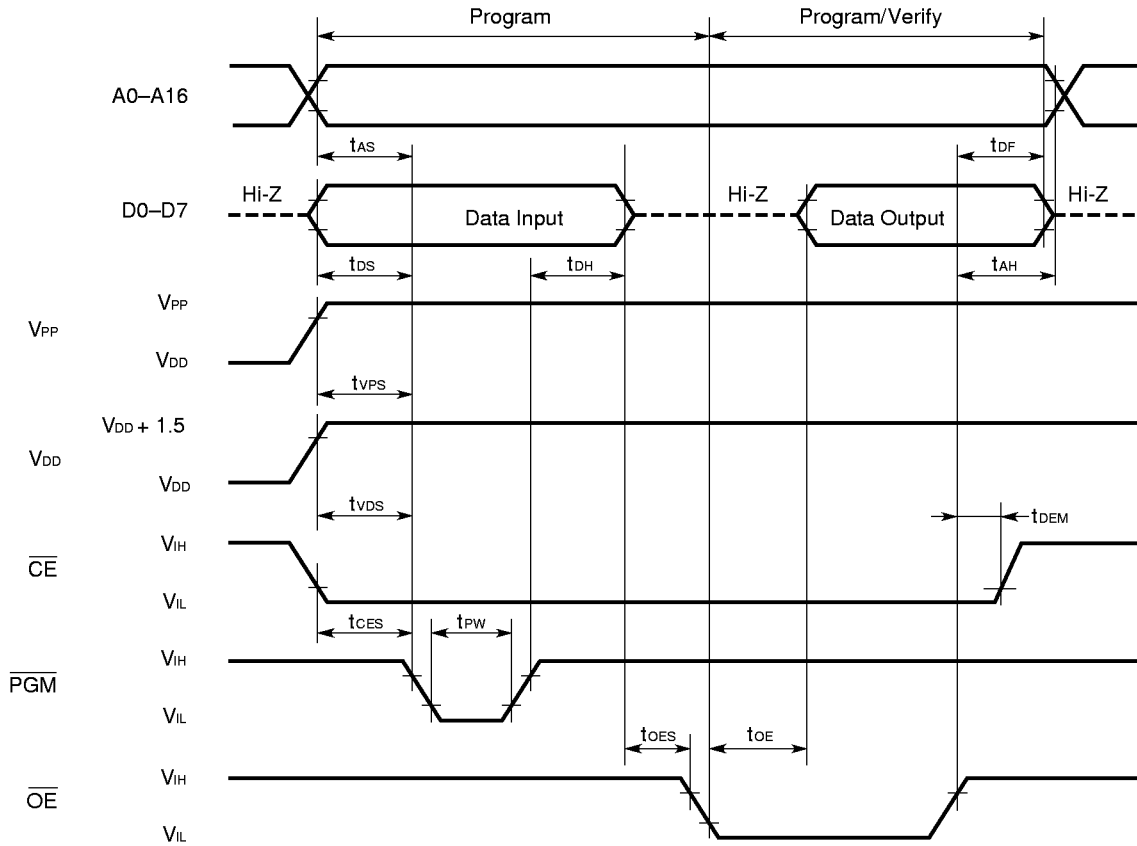 Program Program/Verify
A0–A16
tAS tDF
D0–D7 Hi-Z Data Input Hi-Z Data Output Hi-Z
tDS tDH tAH
VPP
VPP
VDD
tVPS
VDD + 1.5
VDD
VDD
tVDS
tDEM
VIH
CE
VIL
tCES tPW
VIH
PGM
VIL
tOES tOE
VIH
OE
VIL